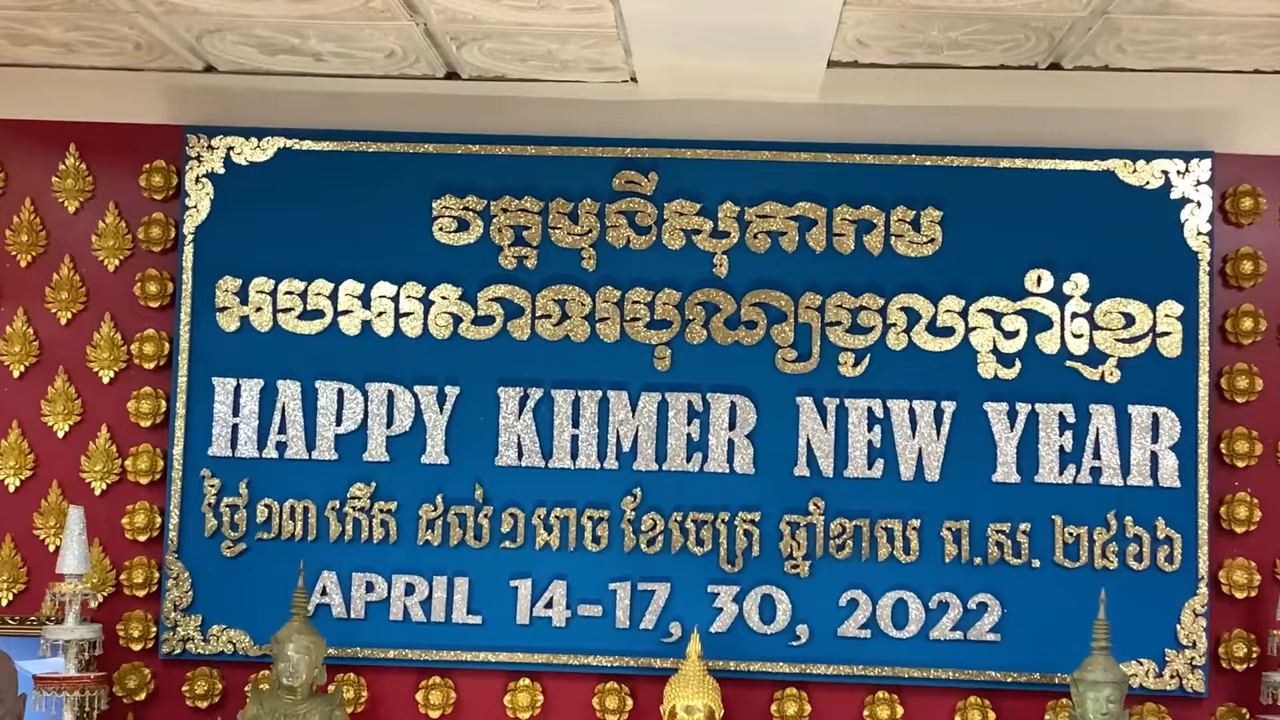 វត្តមុនីសុតារាម
អបអរសាទរបុណ្យចូលឆ្នាំខ្មែរ
HAPPY KHMER NEW YEAR
ថ្ងៃ ១៣ កើត ដល់ ១ រោច ខែចេត្រ ឆ្នាំខាល ព.ស. ២៥៦៦
APRIL 14-17, 30, 2022